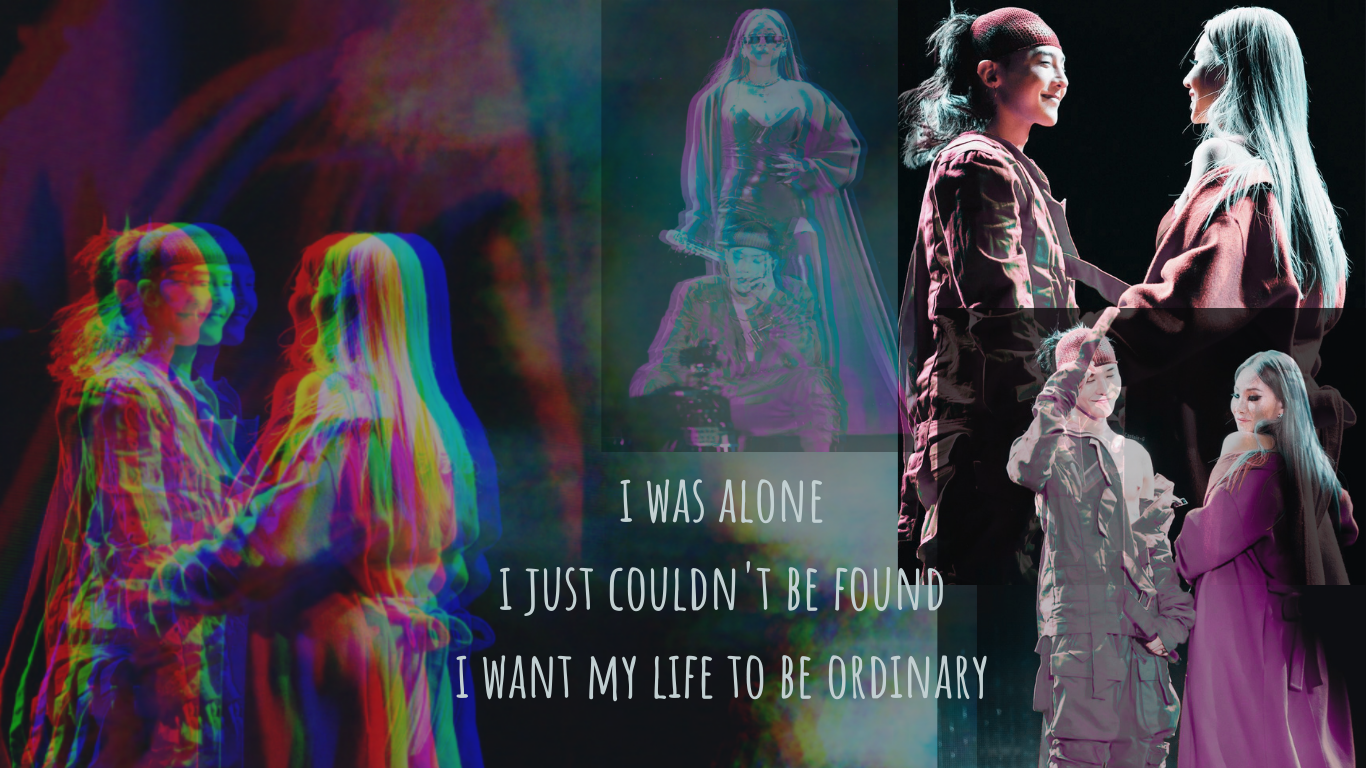 I WAS ALONE
I JUST COULDN'T BE FOUND
I WANT MY LIFE TO BE ORDINARY